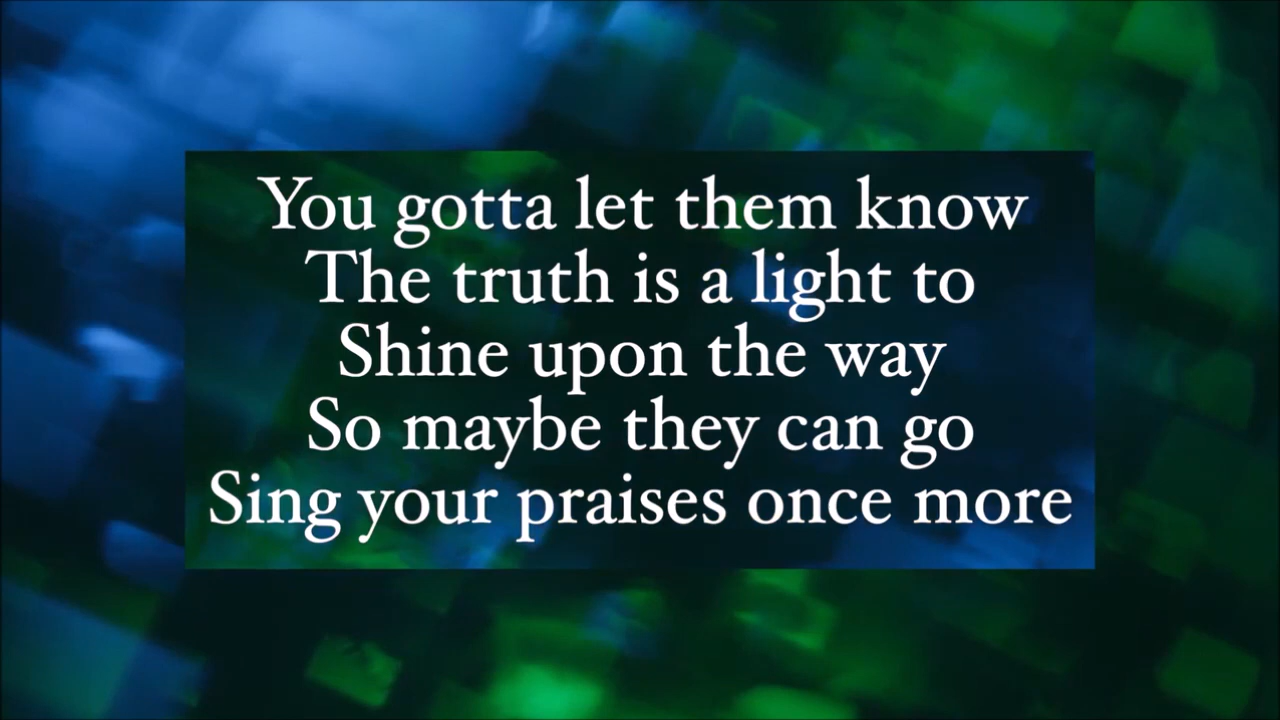 You gotta let them know
The truth is a light to
Shine upon the way
So maybe they can go
Sing your praises once more